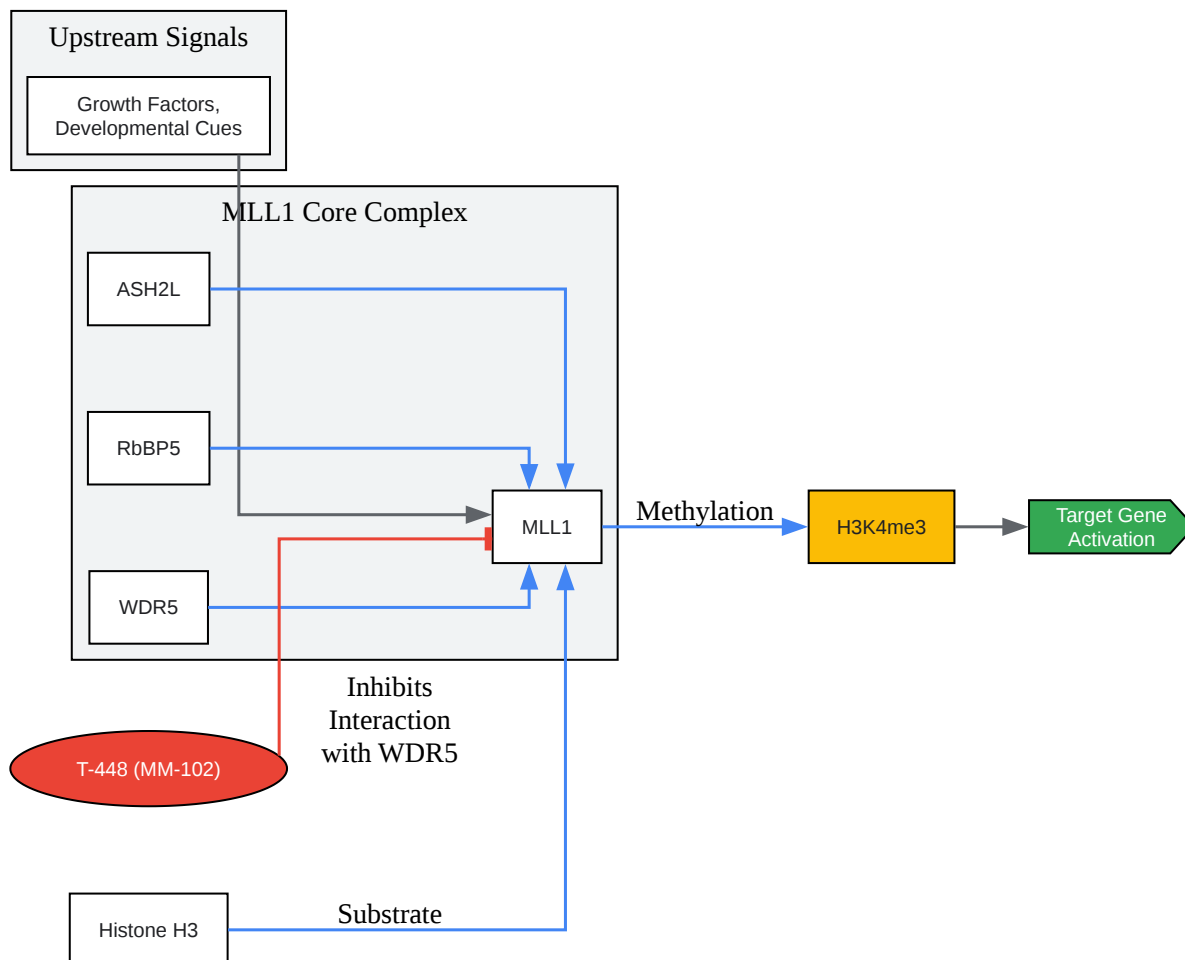 Upstream Signals
Growth Factors,
Developmental Cues
MLL1 Core Complex
ASH2L
RbBP5
MLL1
Methylation
H3K4me3
Target Gene
Activation
WDR5
Inhibits
Interaction
with WDR5
T-448 (MM-102)
Substrate
Histone H3